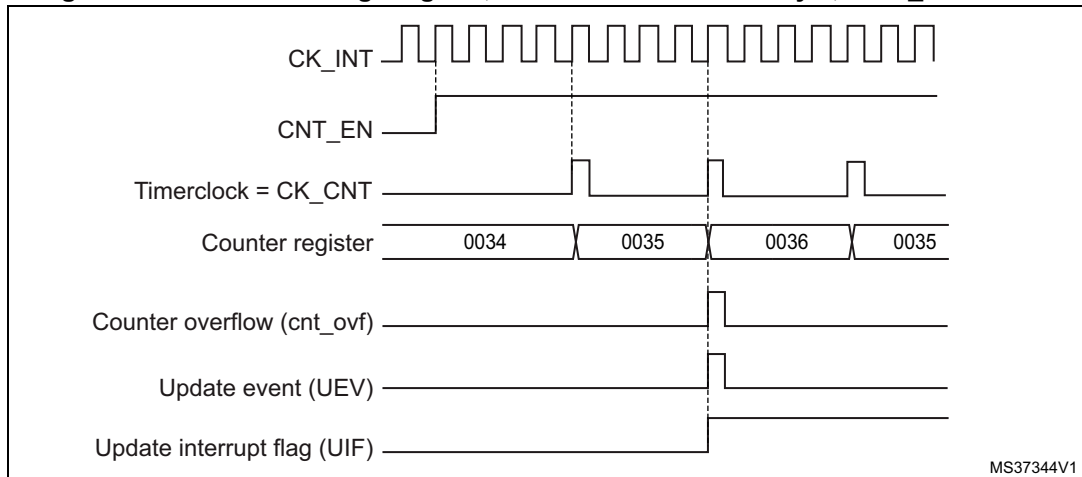 CK_INT
CNT_EN
Timerclock = CK_CNT
Counter register 0034 0035 0036 0035
Counter overflow (cnt_ovf)
Update event (UEV)
Update interrupt flag (UIF)
MS37344V1